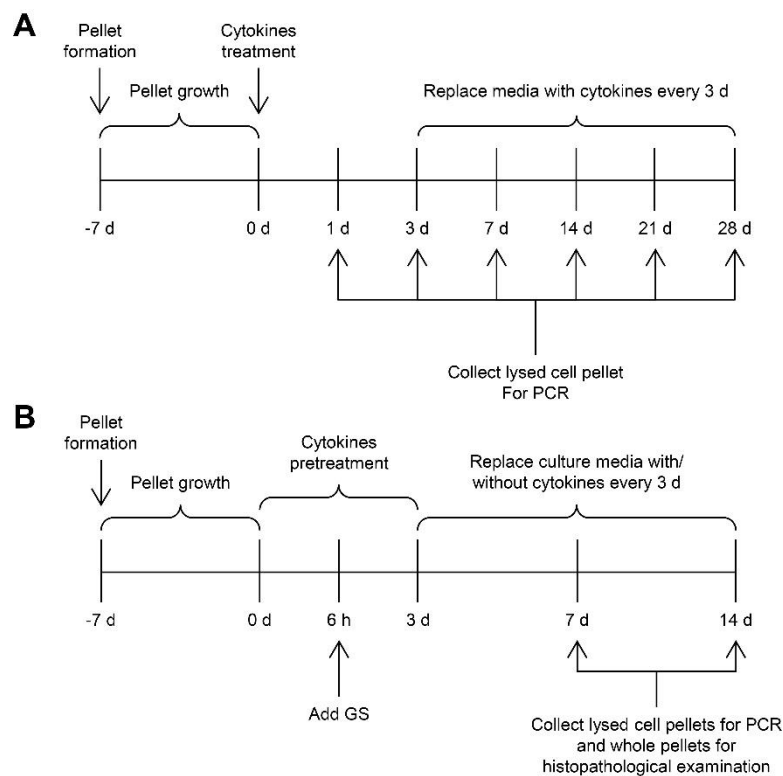 A
Pellet
formation
Cytokines
treatment
Pellet growth
Replace media with cytokines every 3 d
-7 d
0 d
1 d
3 d
7 d
14 d
21 d
28 d
Collect lysed cell pellet
For PCR
B
Pellet
formation
Cytokines
pretreatment
Pellet growth
Replace culture media with/
without cytokines every 3 d
-7 d
0 d
6 h
3 d
7 d
14 d
Add GS
Collect lysed cell pellets for PCR
and whole pellets for
histopathological examination